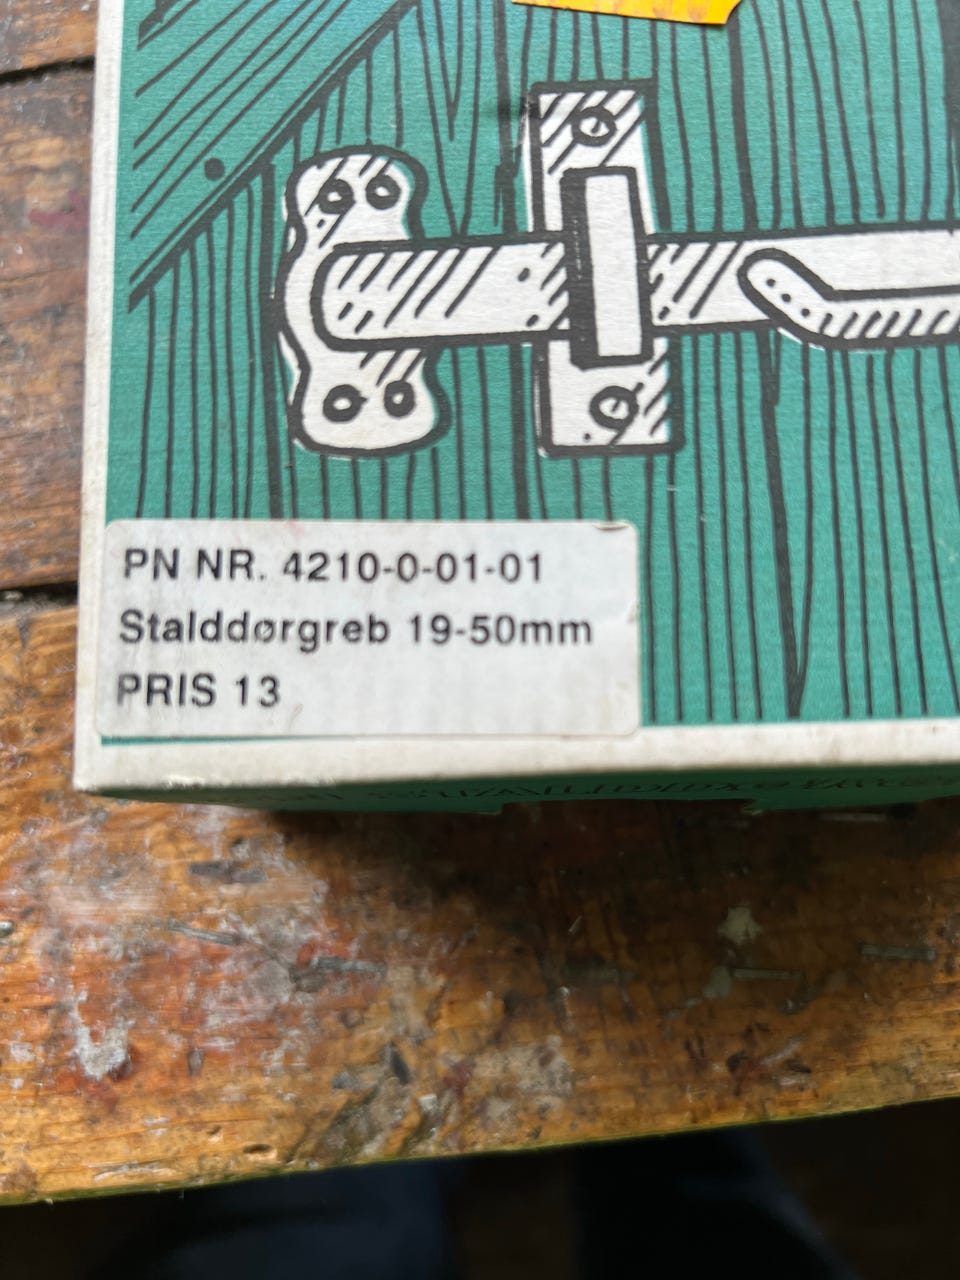 PN NR. 4210-0-01-01
Stalddørgreb 19-50mm
PRIS 13